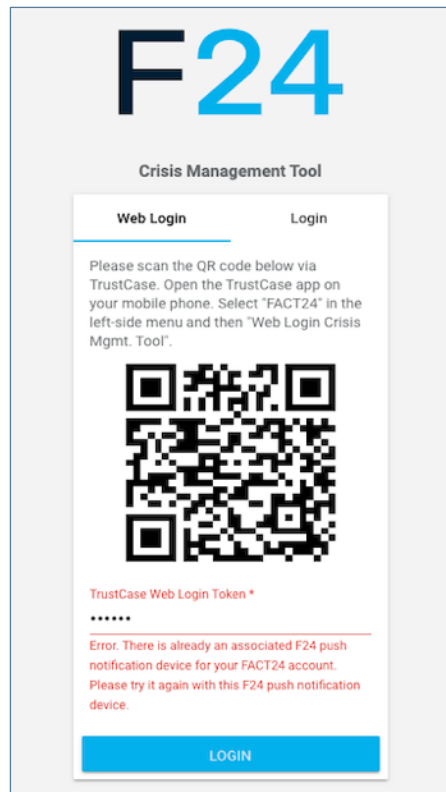 F24
Crisis Management Tool
Web Login
Login
Please scan the QR code below via
TrustCase. Open the TrustCase app on
your mobile phone. Select "FACT24" in the
left-side menu and then "Web Login Crisis
Mgmt. Tool".
TrustCase Web Login Token *
••••••
Error. There is already an associated F24 push
notification device for your FACT24 account.
Please try it again with this F24 push notification
device.
LOGIN